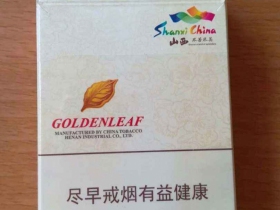 Shanxi China
山西
GOLDENLEAF
MANUFACTURED BY CHINA TOBACCO
HENAN INDUSTRIAL CO., LTD.
尽早戒烟有益健康